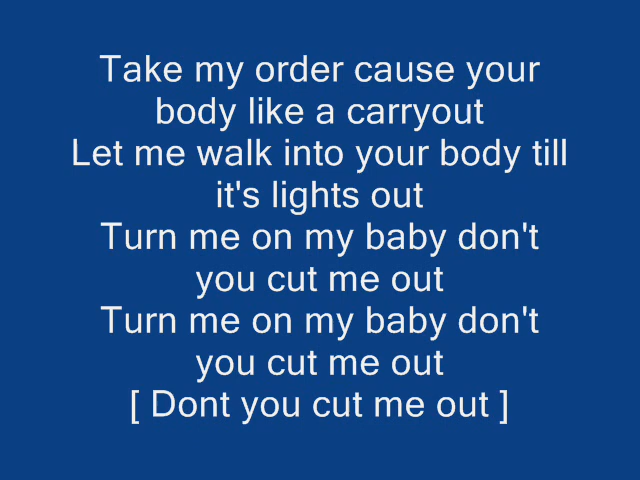 Take my order cause your
body like a carryout
Let me walk into your body till
it's lights out
Turn me on my baby don't
you cut me out
Turn me on my baby don't
you cut me out
[ Dont you cut me out ]